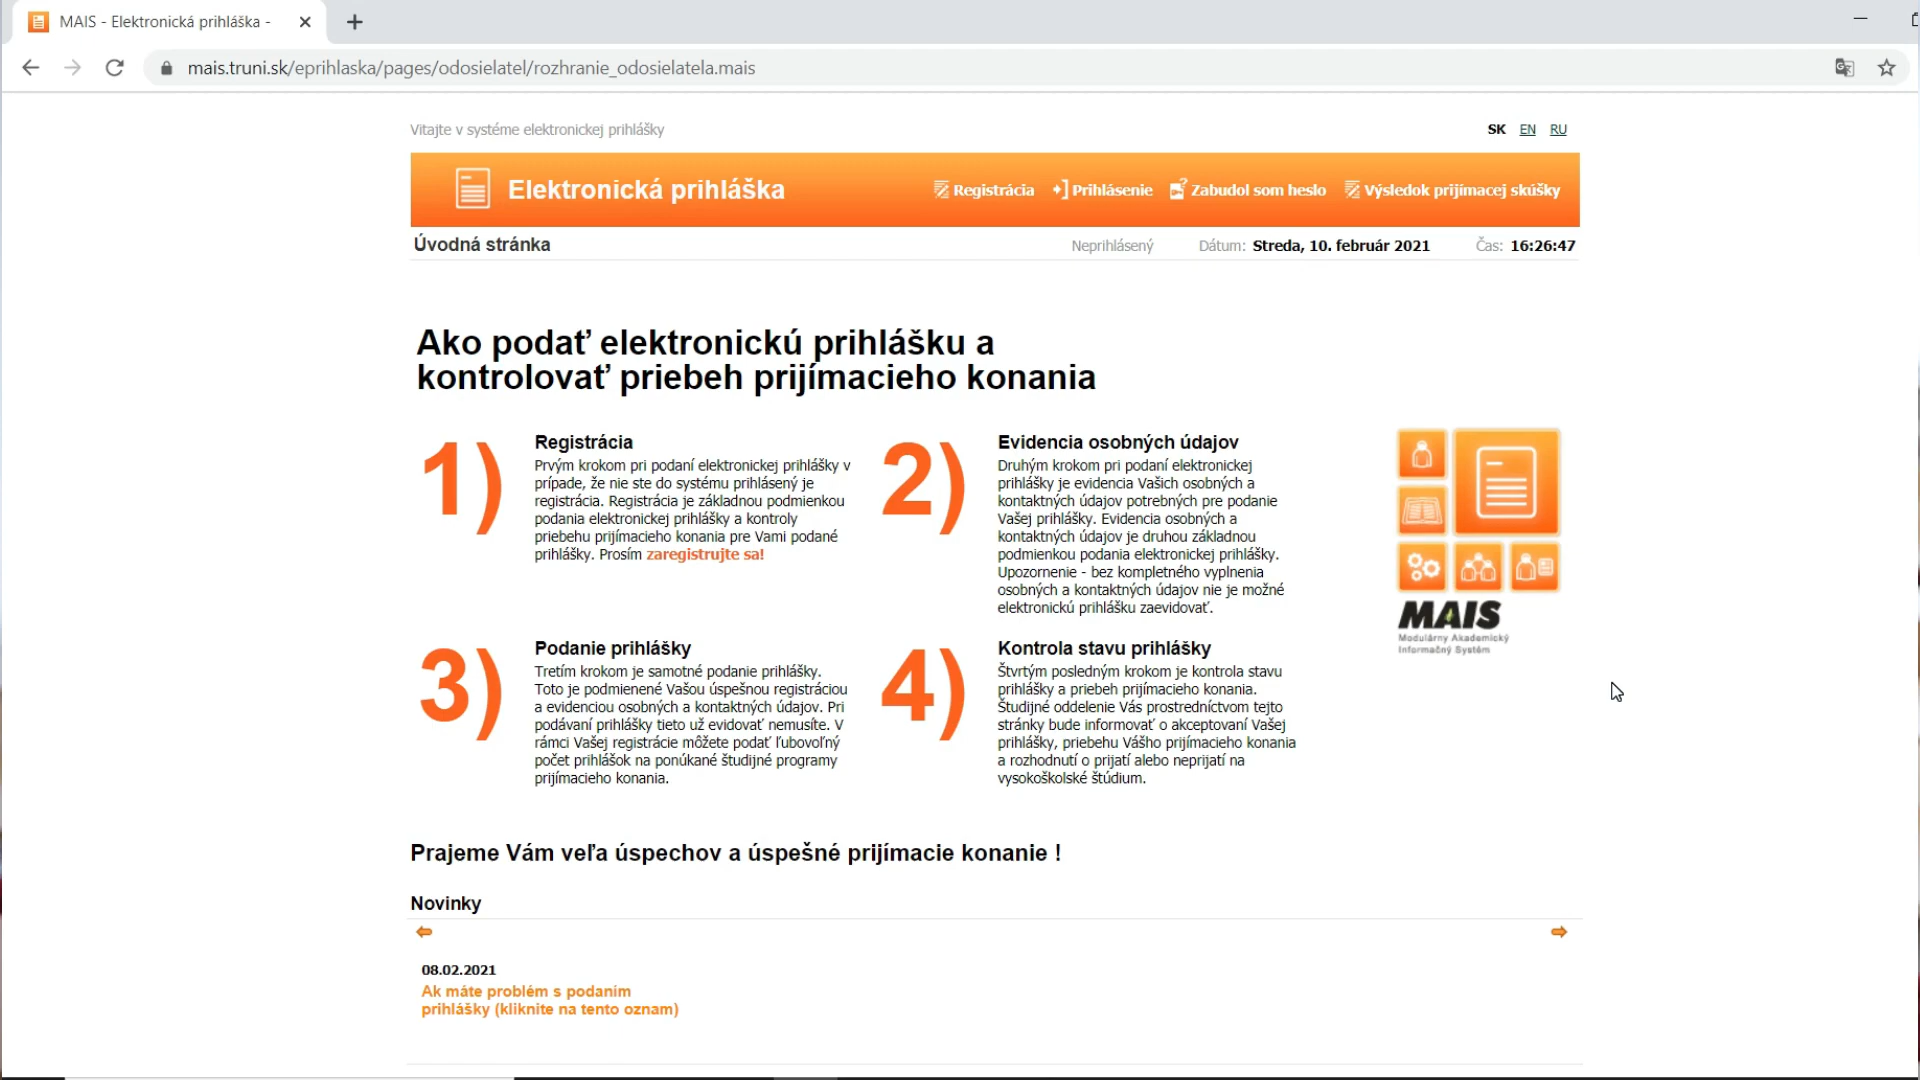 MAIS - Elektronická prihláška -
mais.truni.sk/eprihlaska/pages/odosielatel/rozhranie_odosielatela.mais
Vitajte v systéme elektronickej prihlášky
SK EN RU
Elektronická prihláška
Registrácia Prihlásenie Zabudol som heslo Výsledok prijímacej skúšky
Úvodná stránka
Neprihlásený Dátum: Streda, 10. február 2021 Čas: 16:26:47
Ako podať elektronickú prihlášku a
kontrolovať priebeh prijímacieho konania
1)
Registrácia
Prvým krokom pri podaní elektronickej prihlášky v
prípade, že nie ste do systému prihlásený je
registrácia. Registrácia je základnou podmienkou
podania elektronickej prihlášky a kontroly
priebehu prijímacieho konania pre Vami podané
prihlášky. Prosím zaregistrujte sa!
2)
Evidencia osobných údajov
Druhým krokom pri podaní elektronickej
prihlášky je evidencia Vašich osobných a
kontaktných údajov potrebných pre podanie
Vašej prihlášky. Evidencia osobných a
kontaktných údajov je druhou základnou
podmienkou podania elektronickej prihlášky.
Upozornenie - bez kompletného vyplnenia
osobných a kontaktných údajov nie je možné
elektronickú prihlášku zaevidovať.
MAIS
Modulárny Akademický
Informačný Systém
3)
Podanie prihlášky
Tretím krokom je samotné podanie prihlášky.
Toto je podmienené Vašou úspešnou registráciou
a evidenciou osobných a kontaktných údajov. Pri
podávaní prihlášky tieto už evidovať nemusíte. V
rámci Vašej registrácie môžete podať ľubovoľný
počet prihlášok na ponúkané študijné programy
prijímacieho konania.
4)
Kontrola stavu prihlášky
Štvrtým posledným krokom je kontrola stavu
prihlášky a priebeh prijímacieho konania.
Študijné oddelenie Vás prostredníctvom tejto
stránky bude informovať o akceptovaní Vašej
prihlášky, priebehu Vášho prijímacieho konania
a rozhodnutí o prijatí alebo neprijatí na
vysokoškolské štúdium.
Prajeme Vám veľa úspechov a úspešné prijímacie konanie !
Novinky
08.02.2021
Ak máte problém s podaním
prihlášky (kliknite na tento oznam)